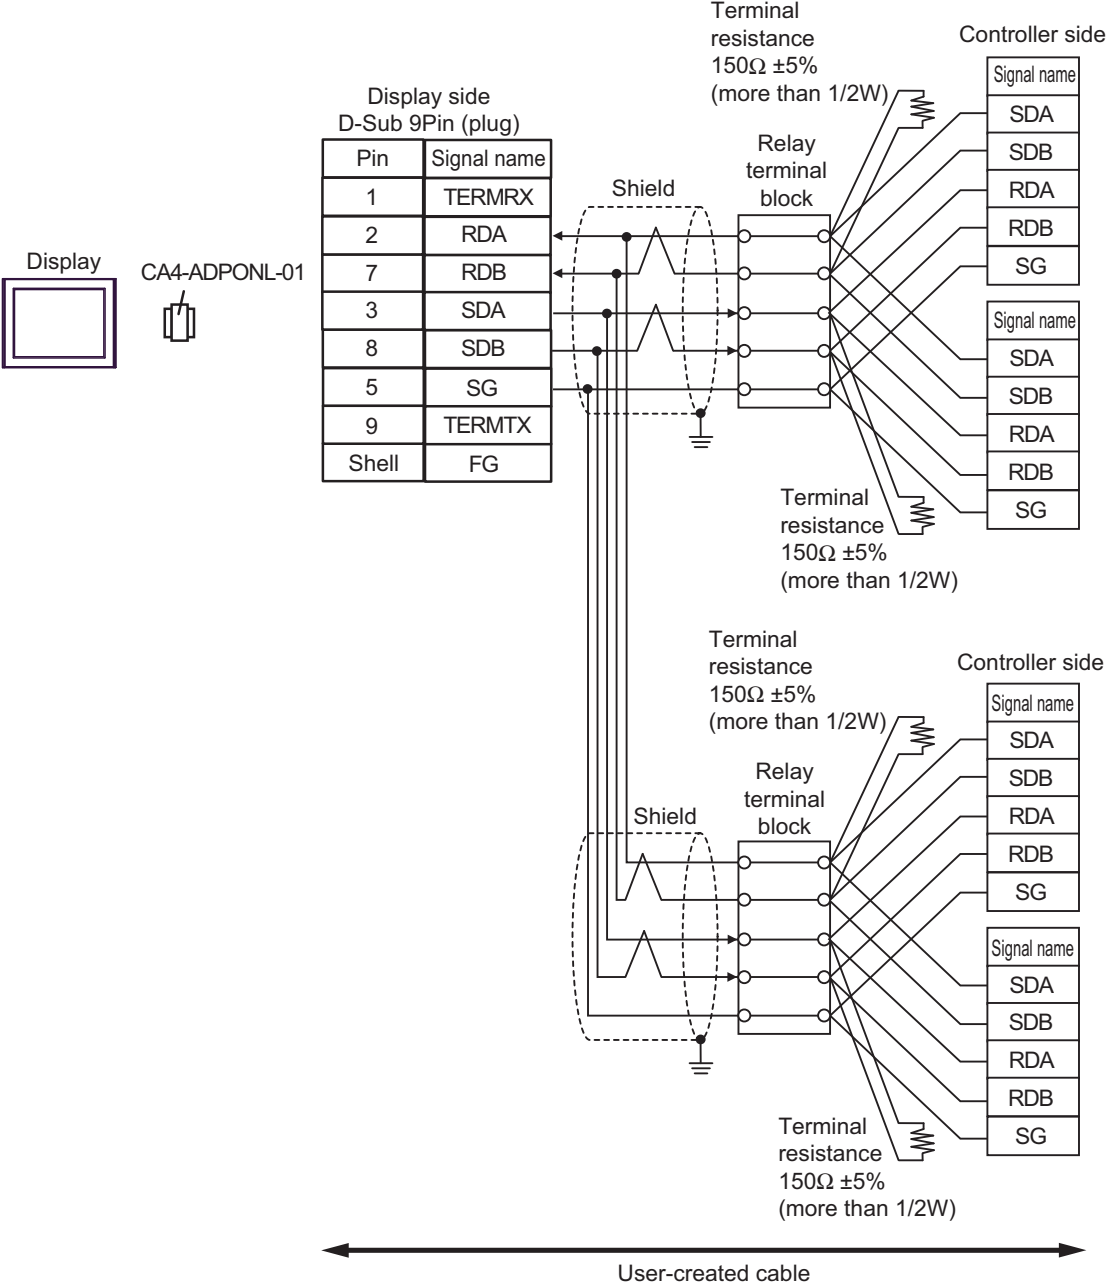 Terminal
resistance
150Ω ±5%
(more than 1/2W)
Controller side
Signal name
SDA
SDB
RDA
RDB
SG
Display side
D-Sub 9Pin (plug)
Pin Signal name
1 TERMRX
2 RDA
7 RDB
3 SDA
8 SDB
5 SG
9 TERMTX
Shell FG
Shield
Relay
terminal
block
Display
CA4-ADPONL-01
Signal name
SDA
SDB
RDA
RDB
SG
Terminal
resistance
150Ω ±5%
(more than 1/2W)
Terminal
resistance
150Ω ±5%
(more than 1/2W)
Controller side
Signal name
SDA
SDB
RDA
RDB
SG
Relay
terminal
block
Shield
Signal name
SDA
SDB
RDA
RDB
SG
Terminal
resistance
150Ω ±5%
(more than 1/2W)
User-created cable